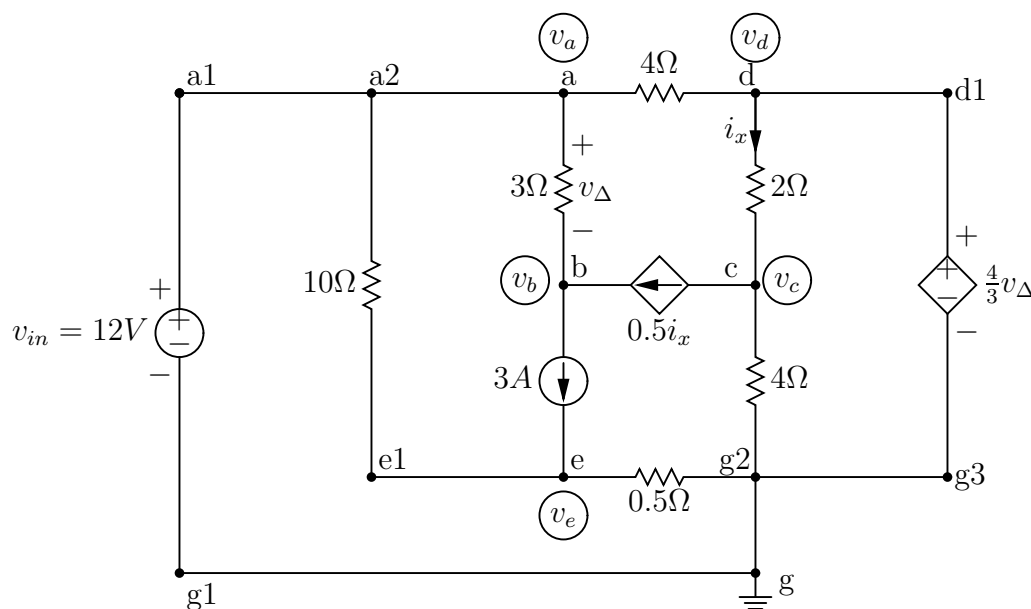 v_a
v_d
a1
a2
a
4Ω
d
d1
i_x
+
3Ω
v_Δ
2Ω
−
+
b
c
v_b
v_c
10Ω
+
+
−
4/3 v_Δ
0.5i_x
−
v_in = 12V
+
−
−
3A
4Ω
e1
e
g2
g3
0.5Ω
v_e
g1
g